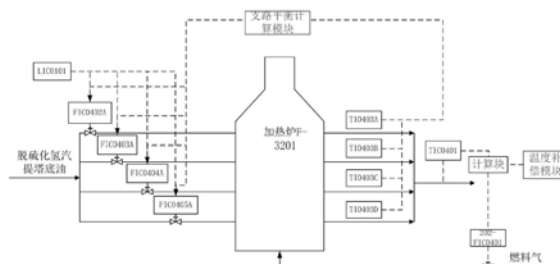 支路平衡计
算模块
LIC0101
FIC0402A
FIC0403A
FIC0404A
FIC0405A
脱硫化氢汽
提塔底油
加热炉F-
3201
TI0403A
TI0403B
TI0403C
TI0403D
TIC0401
计算块
温度补
偿模块
202-
FIC0401
燃料气